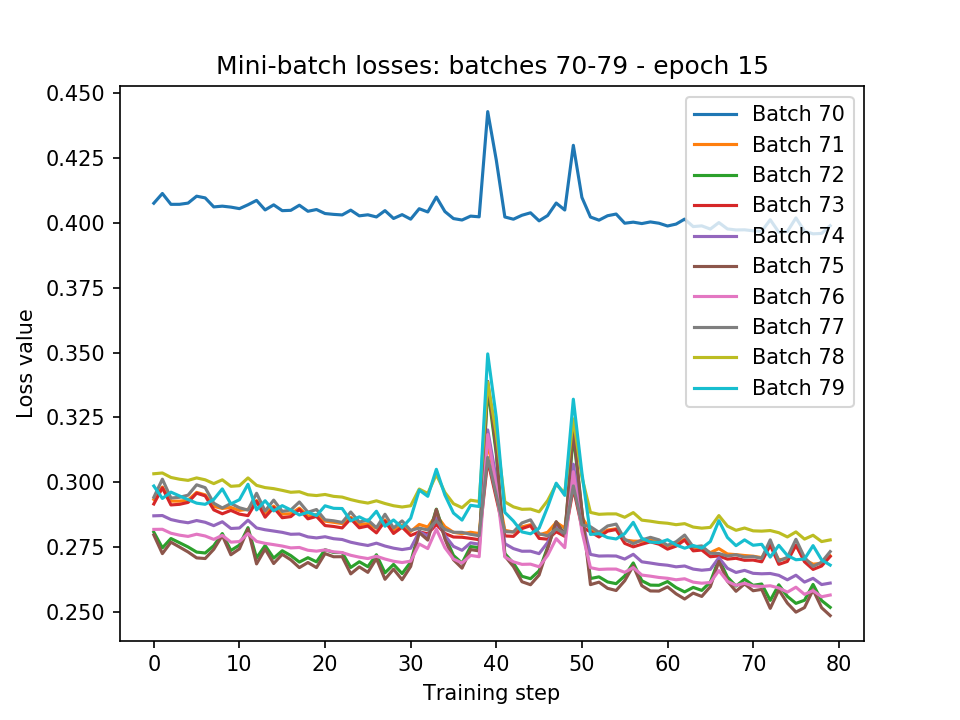 Mini-batch losses: batches 70-79 - epoch 15
Loss value
0.450
0.425
0.400
0.375
0.350
0.325
0.300
0.275
0.250
Batch 70
Batch 71
Batch 72
Batch 73
Batch 74
Batch 75
Batch 76
Batch 77
Batch 78
Batch 79
0 10 20 30 40 50 60 70 80
Training step